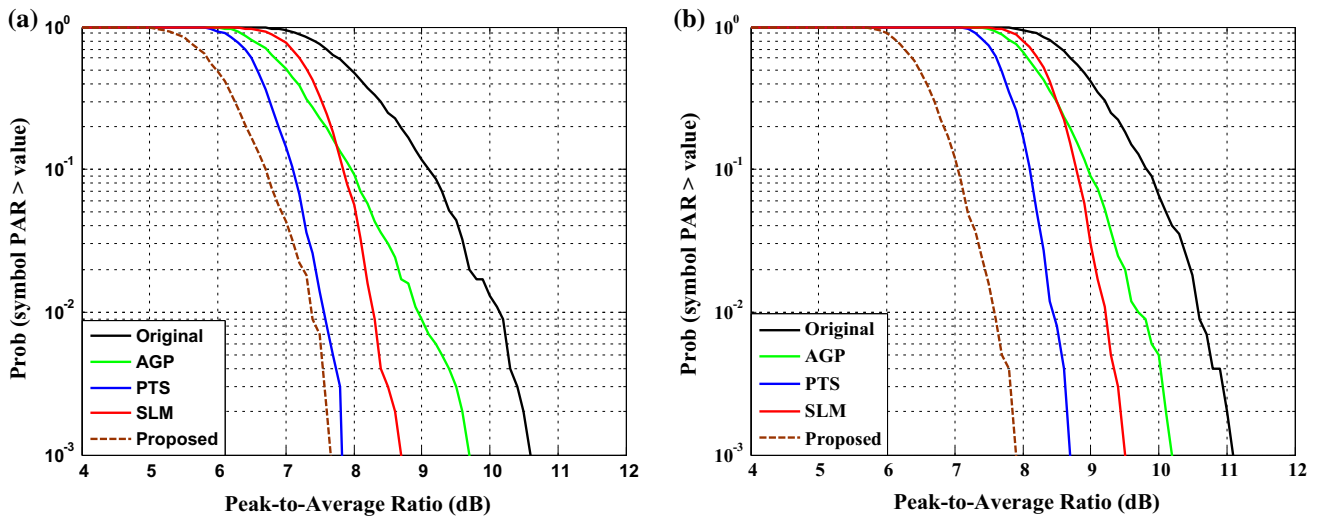 (a)
Prob (symbol PAR > value)
10^0
10^-1
10^-2
10^-3
Original
AGP
PTS
SLM
Proposed
4 5 6 7 8 9 10 11 12
Peak-to-Average Ratio (dB)
(b)
Prob (symbol PAR > value)
10^0
10^-1
10^-2
10^-3
Original
AGP
PTS
SLM
Proposed
4 5 6 7 8 9 10 11 12
Peak-to-Average Ratio (dB)